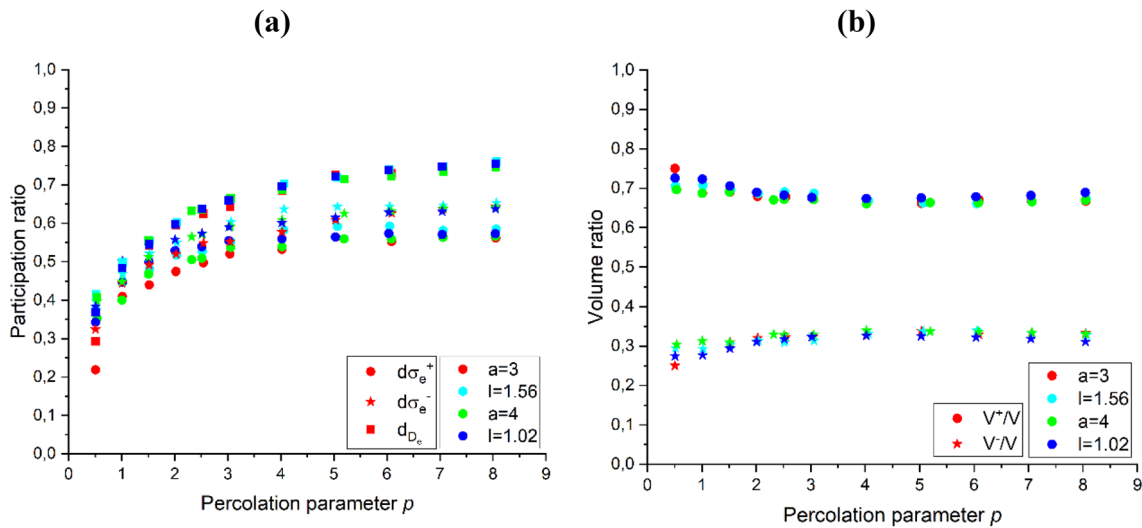 (a)
(b)
1,0
0,9
0,8
0,7
0,6
0,5
0,4
0,3
0,2
0,1
0,0
Participation ratio
0 1 2 3 4 5 6 7 8 9
Percolation parameter p
dσe+
dσe-
dDe
a=3
l=1.56
a=4
l=1.02
1,0
0,9
0,8
0,7
0,6
0,5
0,4
0,3
0,2
0,1
0,0
Volume ratio
0 1 2 3 4 5 6 7 8 9
Percolation parameter p
V+/V
V-/V
a=3
l=1.56
a=4
l=1.02